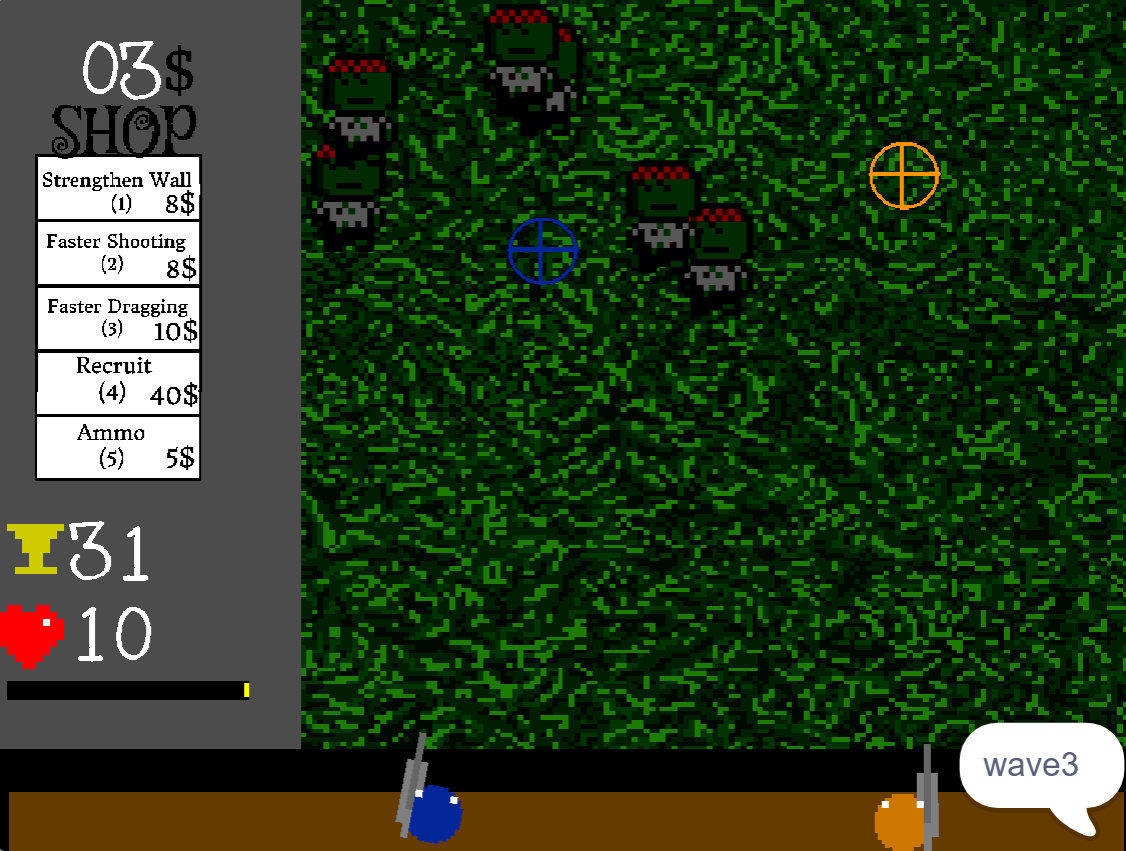 03$
SHOP
Strengthen Wall
(1) 8$
Faster Shooting
(2) 8$
Faster Dragging
(3) 10$
Recruit
(4) 40$
Ammo
(5) 5$
31
10
wave3